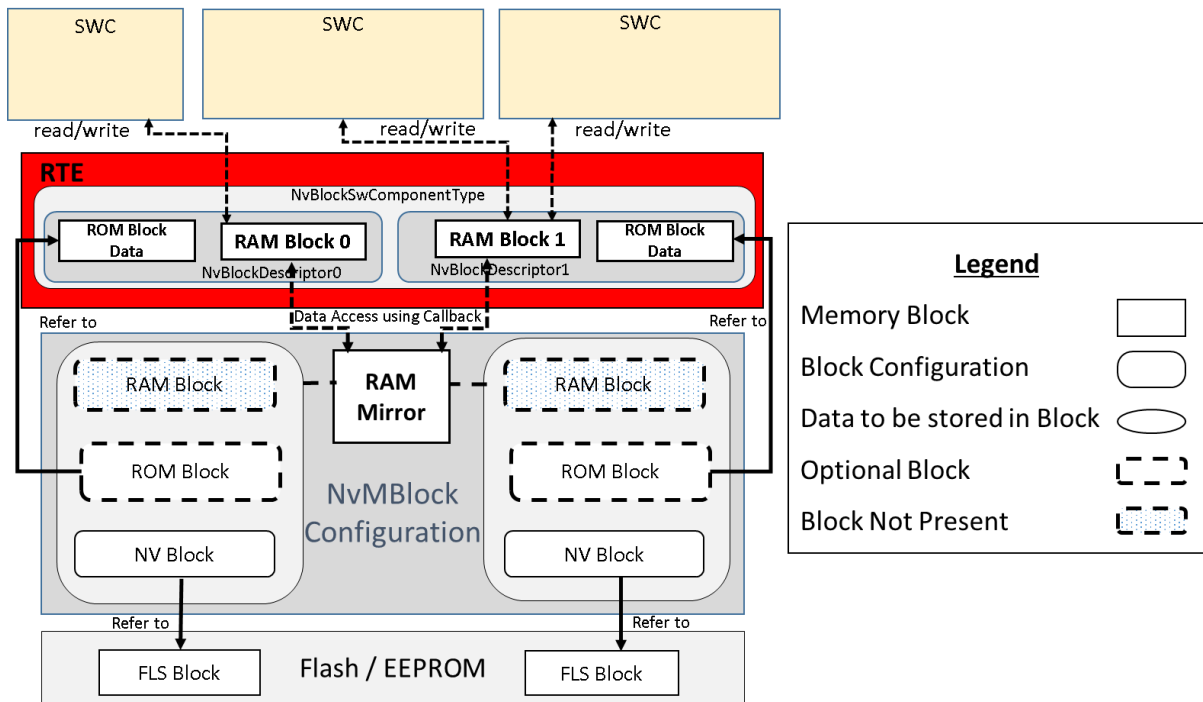 SWC
SWC
SWC
read/write
read/write
read/write
RTE
NvBlockSwComponentType
ROM Block
Data
RAM Block 0
NvBlockDescriptor0
RAM Block 1
ROM Block
Data
NvBlockDescriptor1
Refer to
Data Access using Callback
Refer to
RAM Block
RAM
Mirror
RAM Block
ROM Block
ROM Block
NvMBlock
Configuration
NV Block
NV Block
Refer to
Refer to
Flash / EEPROM
FLS Block
FLS Block
Legend
Memory Block
Block Configuration
Data to be stored in Block
Optional Block
Block Not Present